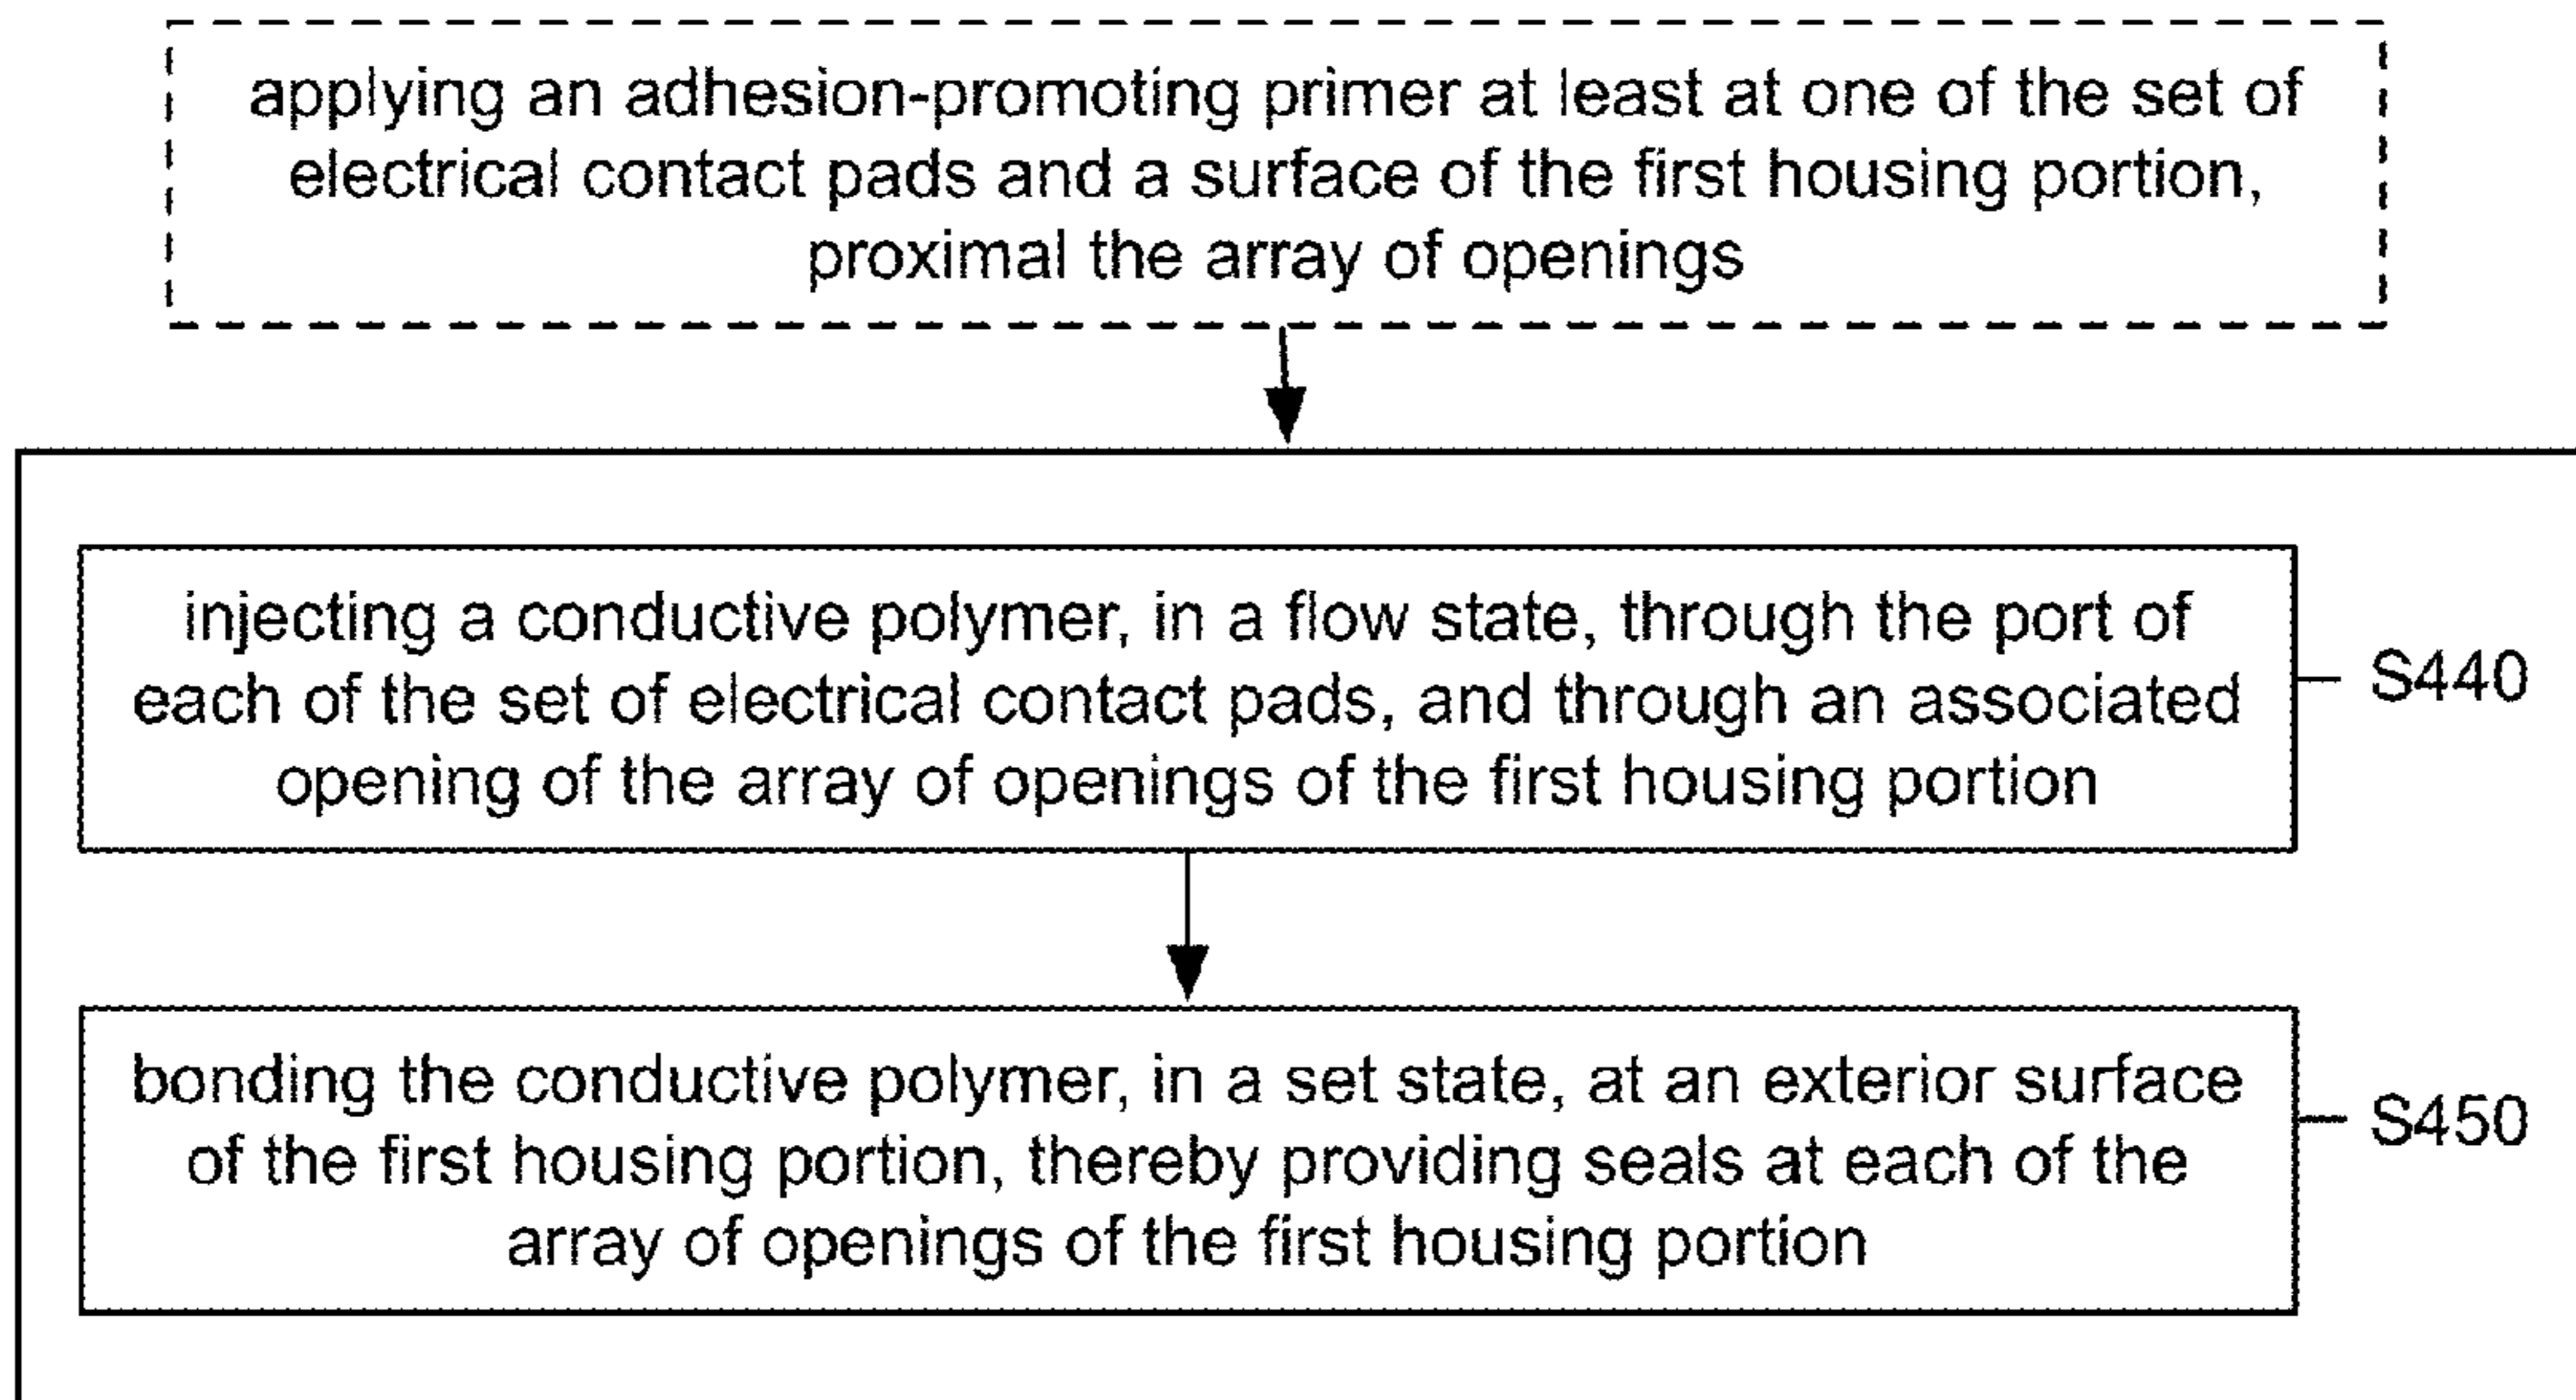 applying an adhesion-promoting primer at least at one of the set of
electrical contact pads and a surface of the first housing portion,
proximal the array of openings
injecting a conductive polymer, in a flow state, through the port of
each of the set of electrical contact pads, and through an associated
opening of the array of openings of the first housing portion
S440
bonding the conductive polymer, in a set state, at an exterior surface
of the first housing portion, thereby providing seals at each of the
array of openings of the first housing portion
S450